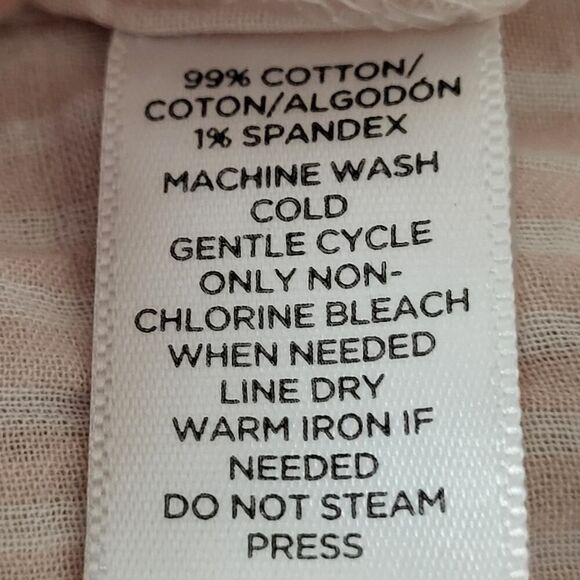 99% COTTON/
COTON/ALGODÓN
1% SPANDEX
MACHINE WASH
COLD
GENTLE CYCLE
ONLY NON-
CHLORINE BLEACH
WHEN NEEDED
LINE DRY
WARM IRON IF
NEEDED
DO NOT STEAM
PRESS